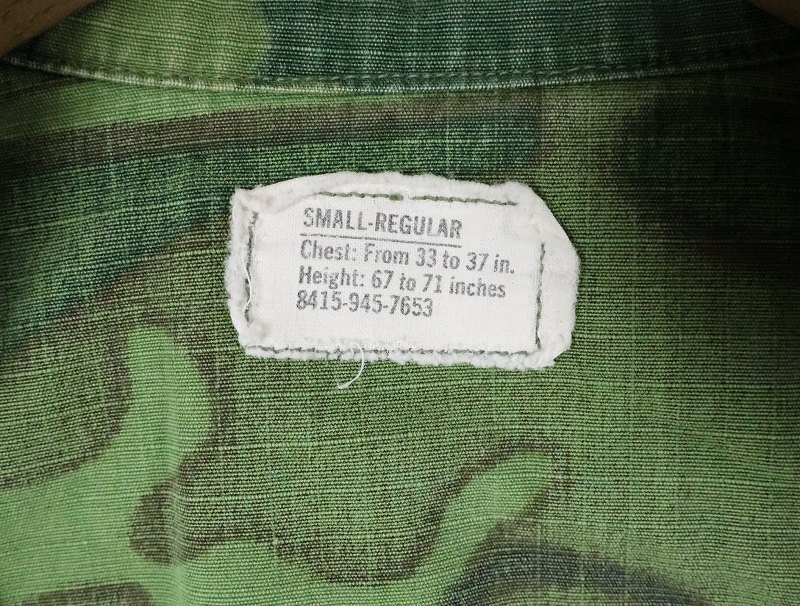 SMALL-REGULAR
Chest: From 33 to 37 in.
Height: 67 to 71 inches
8415-945-7653